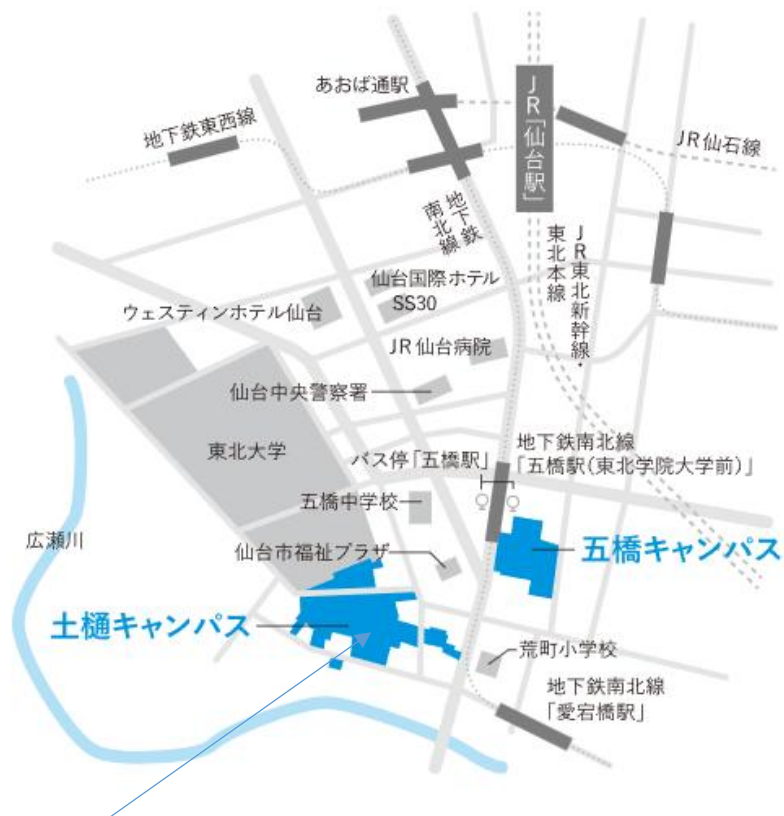 あおば通駅
JR「仙台駅」
地下鉄東西線
JR仙石線
地下鉄
南北線
JR東北新幹線・
東北本線
仙台国際ホテル
SS30
ウェスティンホテル仙台
JR仙台病院
仙台中央警察署
地下鉄南北線
「五橋駅(東北学院大学前)」
東北大学
バス停「五橋駅」
五橋中学校
広瀬川
仙台市福祉プラザ
五橋キャンパス
土樋キャンパス
荒町小学校
地下鉄南北線
「愛宕橋駅」